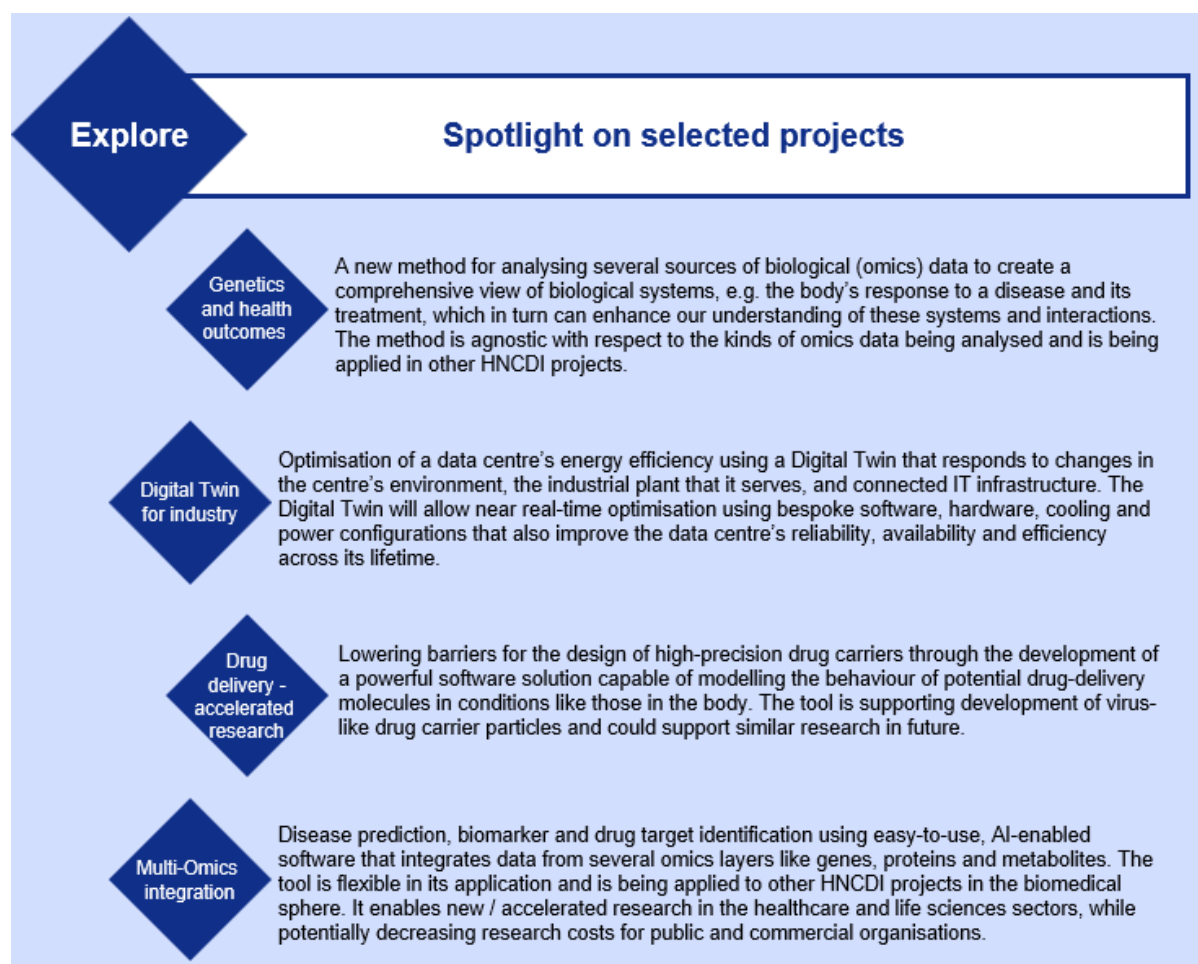 Explore
Spotlight on selected projects
Genetics
and health
outcomes
A new method for analysing several sources of biological (omics) data to create a
comprehensive view of biological systems, e.g. the body's response to a disease and its
treatment, which in turn can enhance our understanding of these systems and interactions.
The method is agnostic with respect to the kinds of omics data being analysed and is being
applied in other HNCDI projects.
Digital Twin
for industry
Optimisation of a data centre's energy efficiency using a Digital Twin that responds to changes in
the centre's environment, the industrial plant that it serves, and connected IT infrastructure. The
Digital Twin will allow near real-time optimisation using bespoke software, hardware, cooling and
power configurations that also improve the data centre's reliability, availability and efficiency
across its lifetime.
Drug
delivery -
accelerated
research
Lowering barriers for the design of high-precision drug carriers through the development of
a powerful software solution capable of modelling the behaviour of potential drug-delivery
molecules in conditions like those in the body. The tool is supporting development of virus-
like drug carrier particles and could support similar research in future.
Multi-Omics
integration
Disease prediction, biomarker and drug target identification using easy-to-use, AI-enabled
software that integrates data from several omics layers like genes, proteins and metabolites. The
tool is flexible in its application and is being applied to other HNCDI projects in the biomedical
sphere. It enables new / accelerated research in the healthcare and life sciences sectors, while
potentially decreasing research costs for public and commercial organisations.